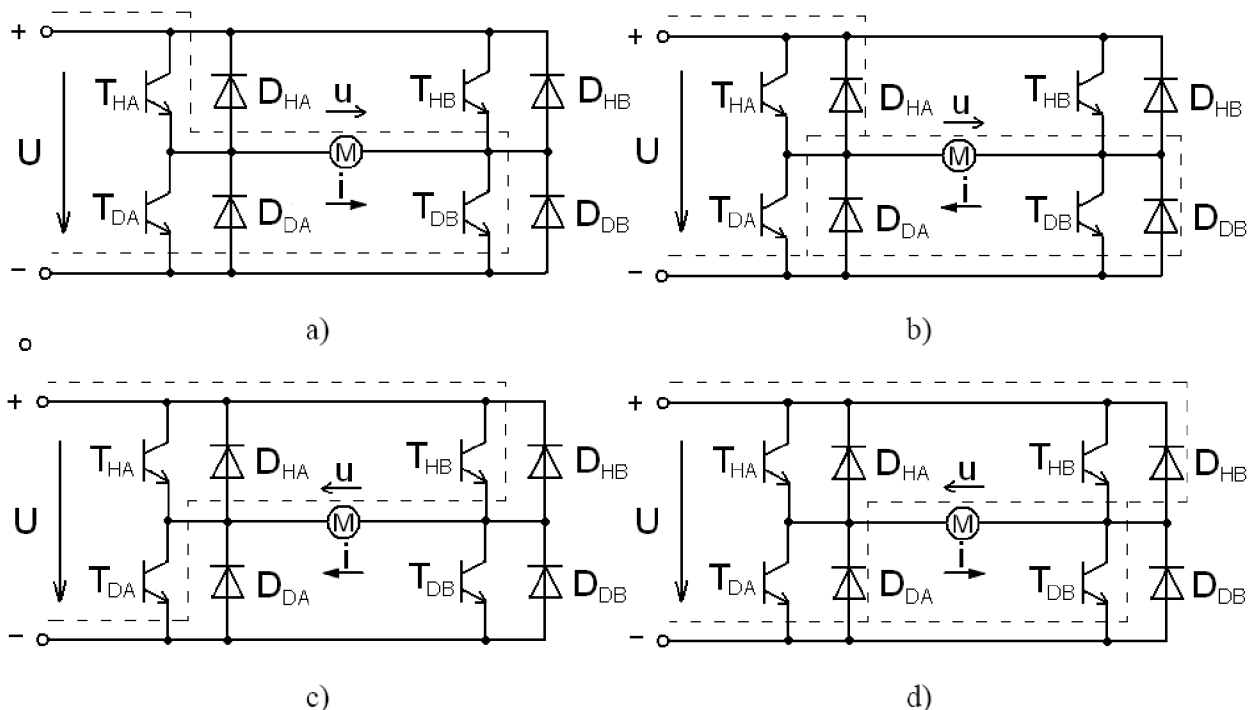 + T_HA D_HA u T_HB D_HB
U M
T_DA D_DA i T_DB D_DB
−
a)
+ T_HA D_HA u T_HB D_HB
U M
T_DA D_DA i T_DB D_DB
−
b)
+ T_HA D_HA u T_HB D_HB
U M
T_DA D_DA i T_DB D_DB
−
c)
+ T_HA D_HA u T_HB D_HB
U M
T_DA D_DA i T_DB D_DB
−
d)